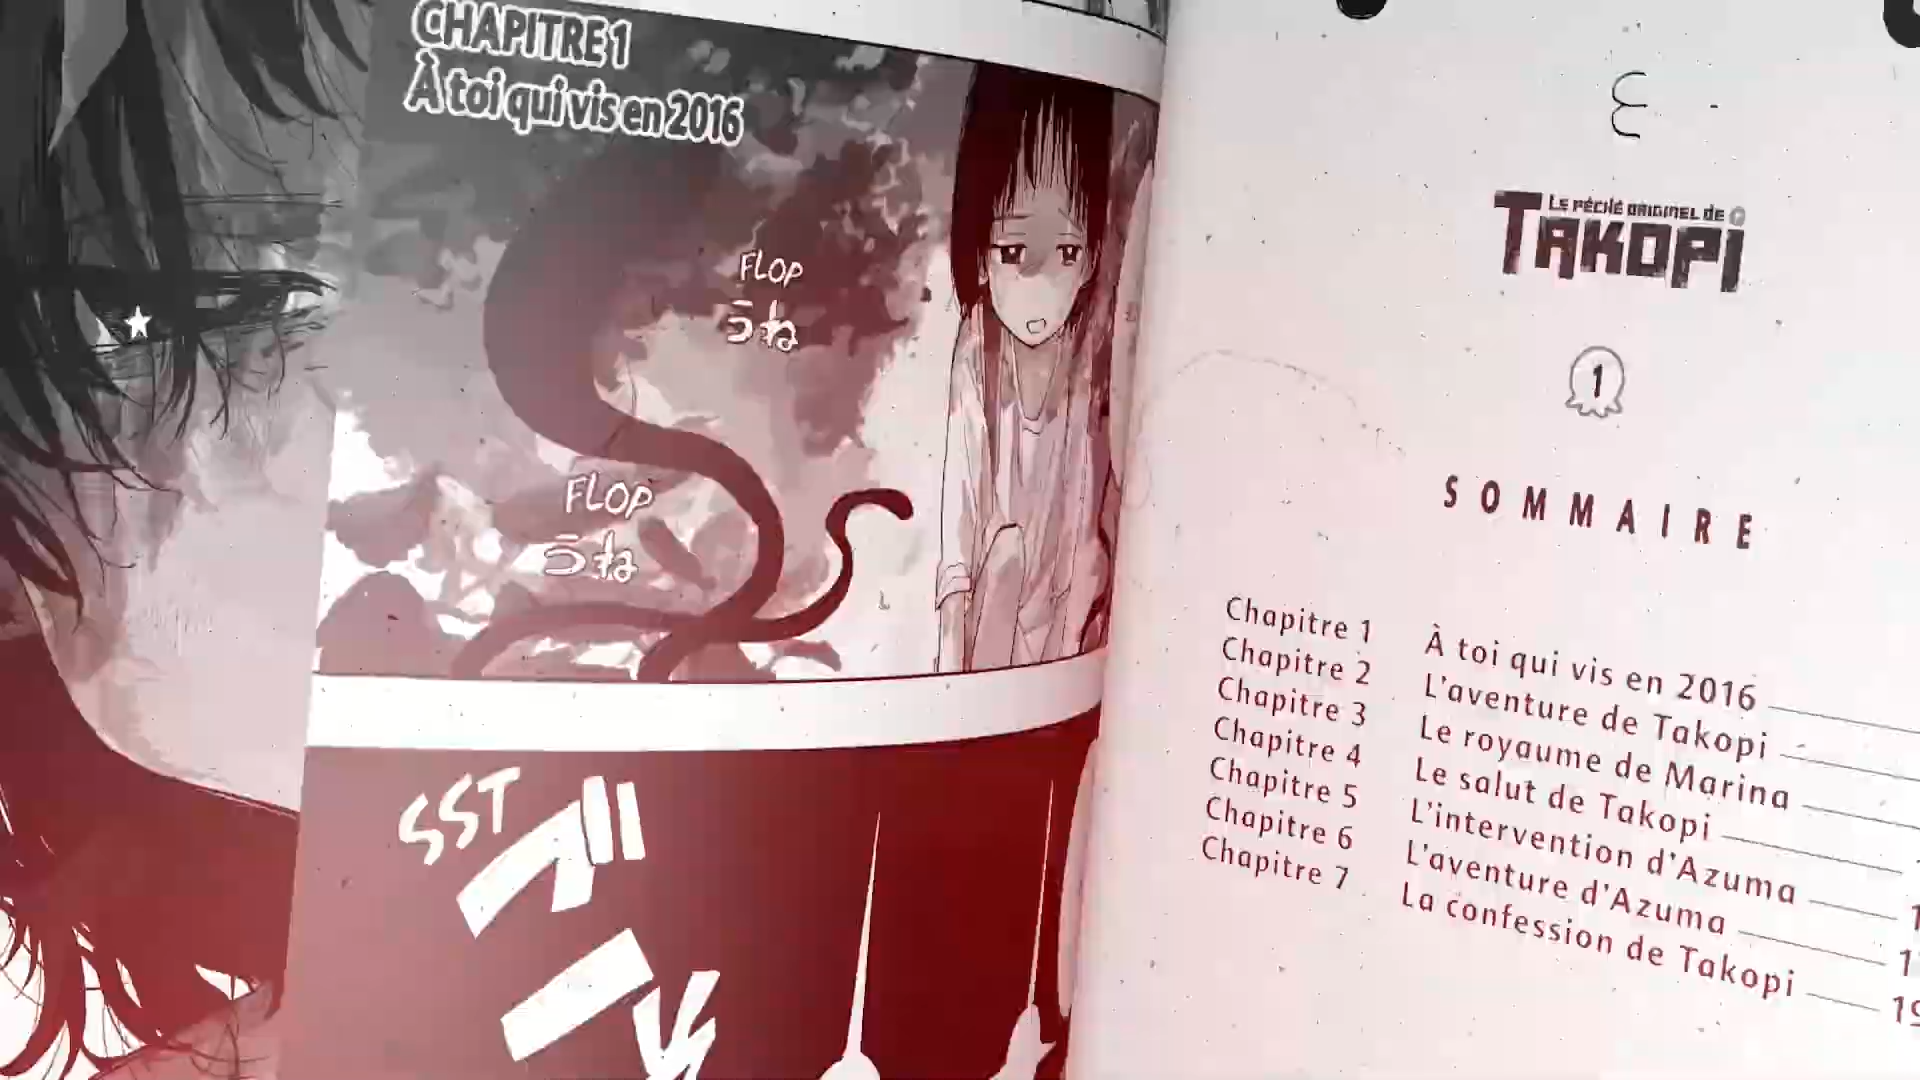 CHAPITRE 1
À toi qui vis en 2016
FLOP
うね
FLOP
うね
SST
LE PÉCHÉ ORIGINEL DE
TAKOPI
1
SOMMAIRE
Chapitre 1 À toi qui vis en 2016
Chapitre 2 L'aventure de Takopi
Chapitre 3 Le royaume de Marina
Chapitre 4 Le salut de Takopi
Chapitre 5 L'intervention d'Azuma
Chapitre 6 L'aventure d'Azuma
Chapitre 7 La confession de Takopi